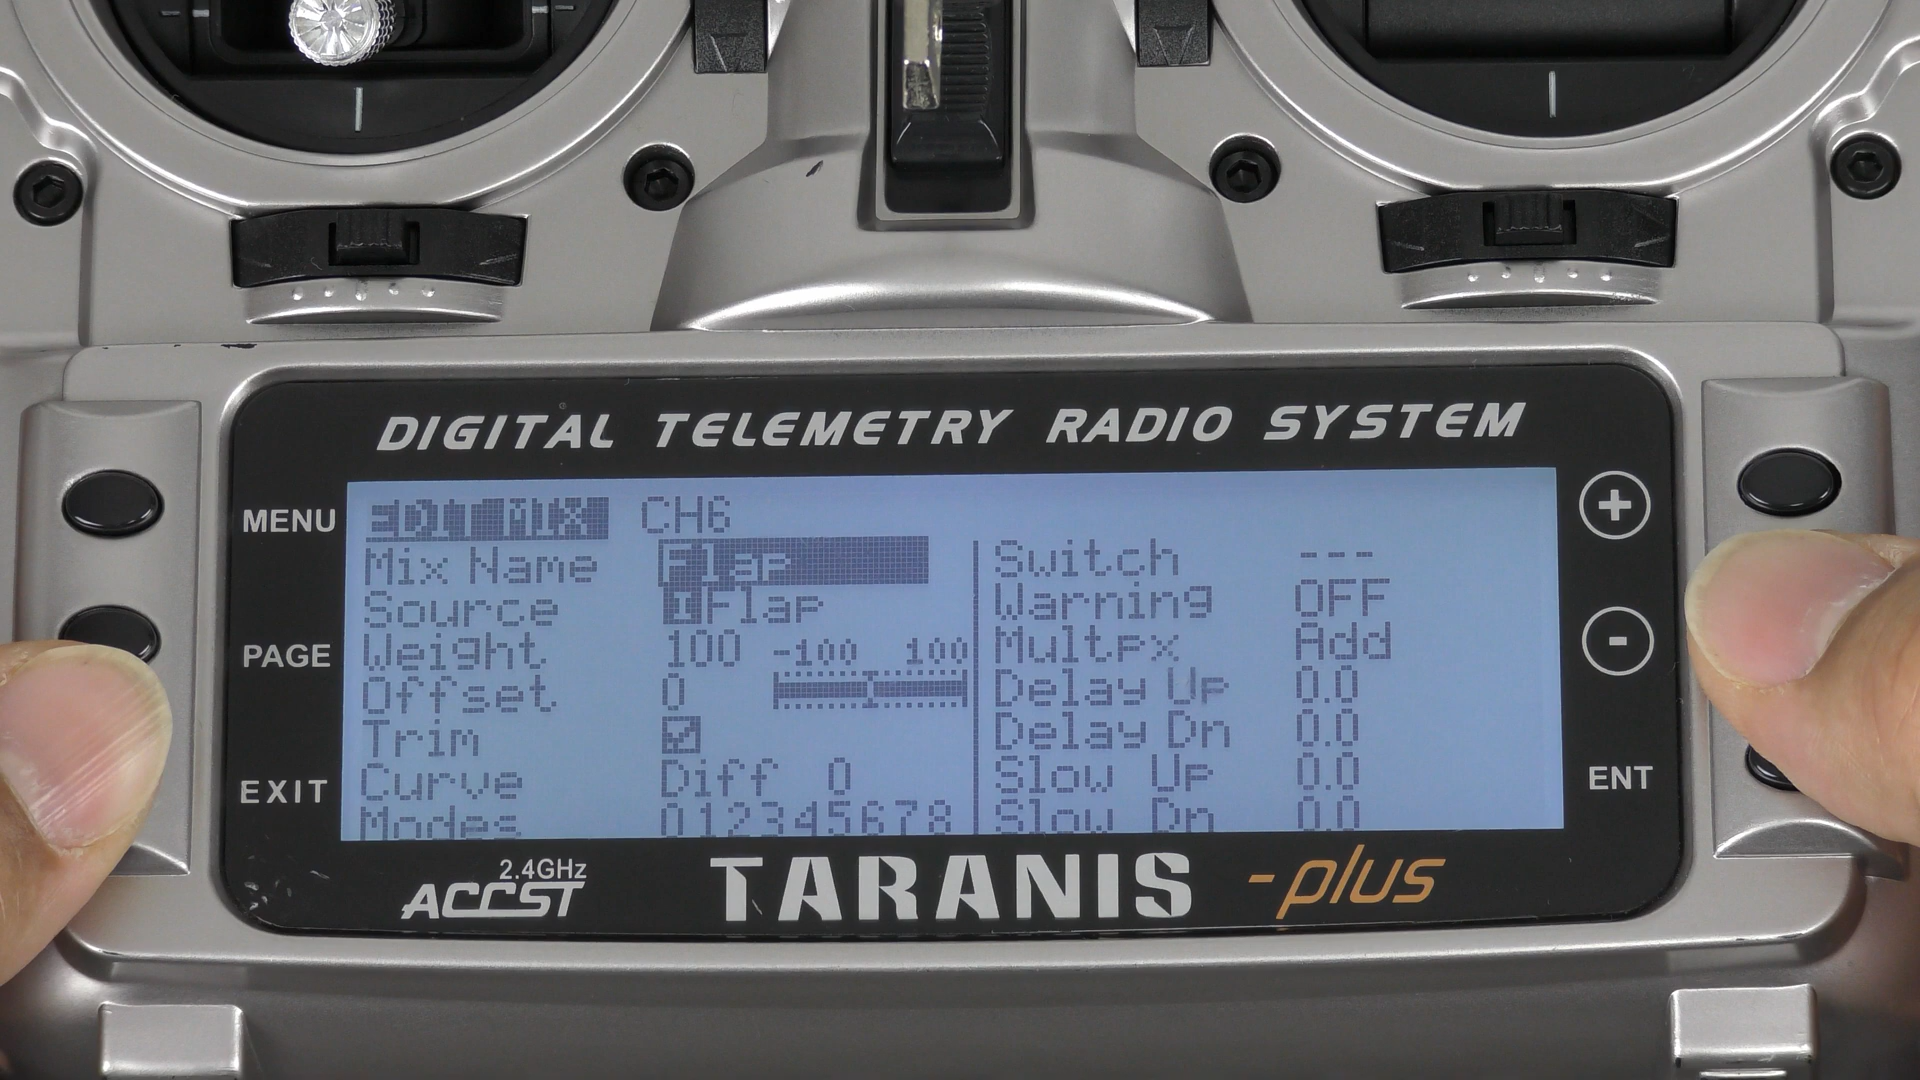 DIGITAL TELEMETRY RADIO SYSTEM
MENU
PAGE
EXIT
EDIT MIX CH6
Mix Name Flap
Source IFlap
Weight 100 -100 100
Offset 0
Trim
Curve Diff 0
Modes 012345678
Switch ---
Warning OFF
Multpx Add
Delay Up 0.0
Delay Dn 0.0
Slow Up 0.0
Slow Dn 0.0
+
-
ENT
2.4GHz
ACCST
TARANIS -plus